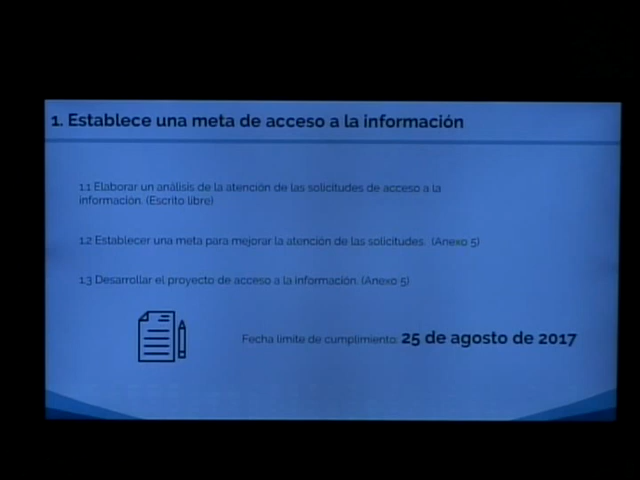 1. Establece una meta de acceso a la información
1.1 Elaborar un análisis de la atención de las solicitudes de acceso a la
información. (Escrito libre)
1.2 Establecer una meta para mejorar la atención de las solicitudes. (Anexo 5)
1.3 Desarrollar el proyecto de acceso a la información. (Anexo 5)
Fecha límite de cumplimiento: 25 de agosto de 2017